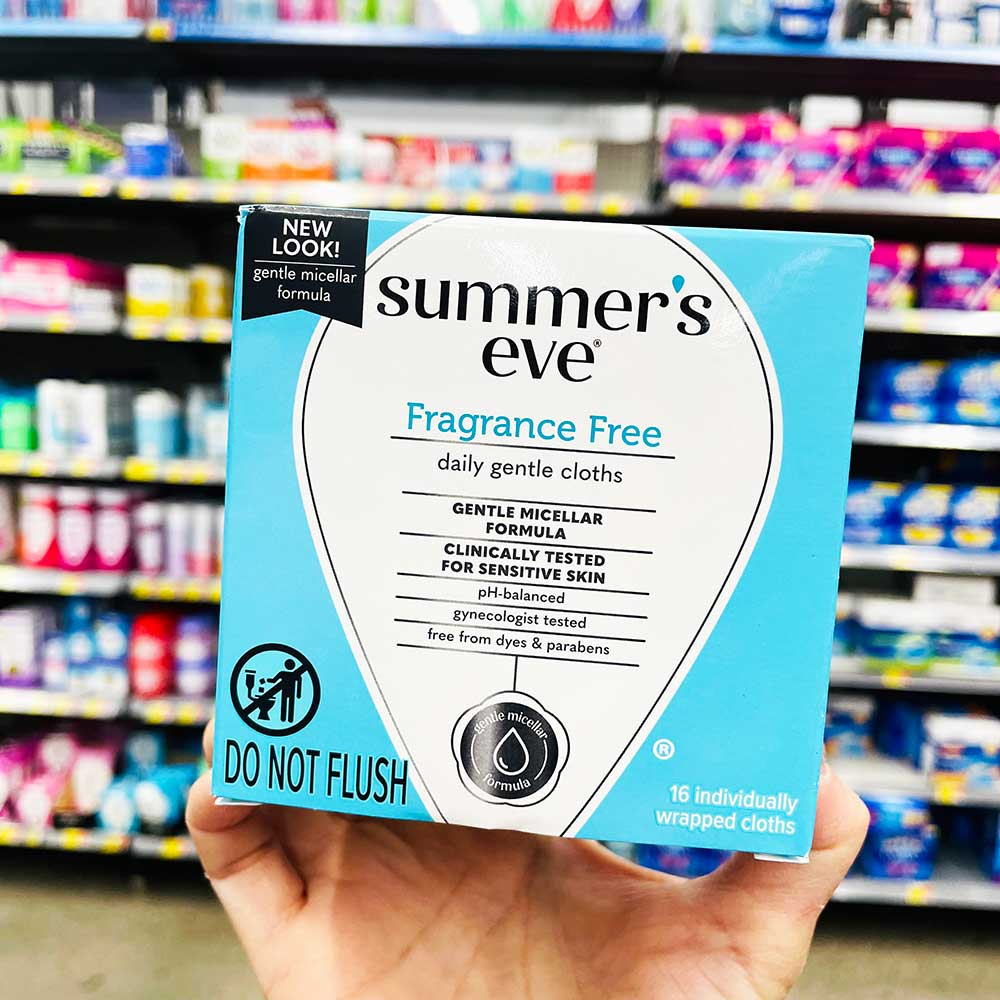 NEW
LOOK!
gentle micellar
formula
summer's
eve®
Fragrance Free
daily gentle cloths
GENTLE MICELLAR
FORMULA
CLINICALLY TESTED
FOR SENSITIVE SKIN
pH-balanced
gynecologist tested
free from dyes & parabens
gentle micellar
formula
DO NOT FLUSH
®
16 individually
wrapped cloths